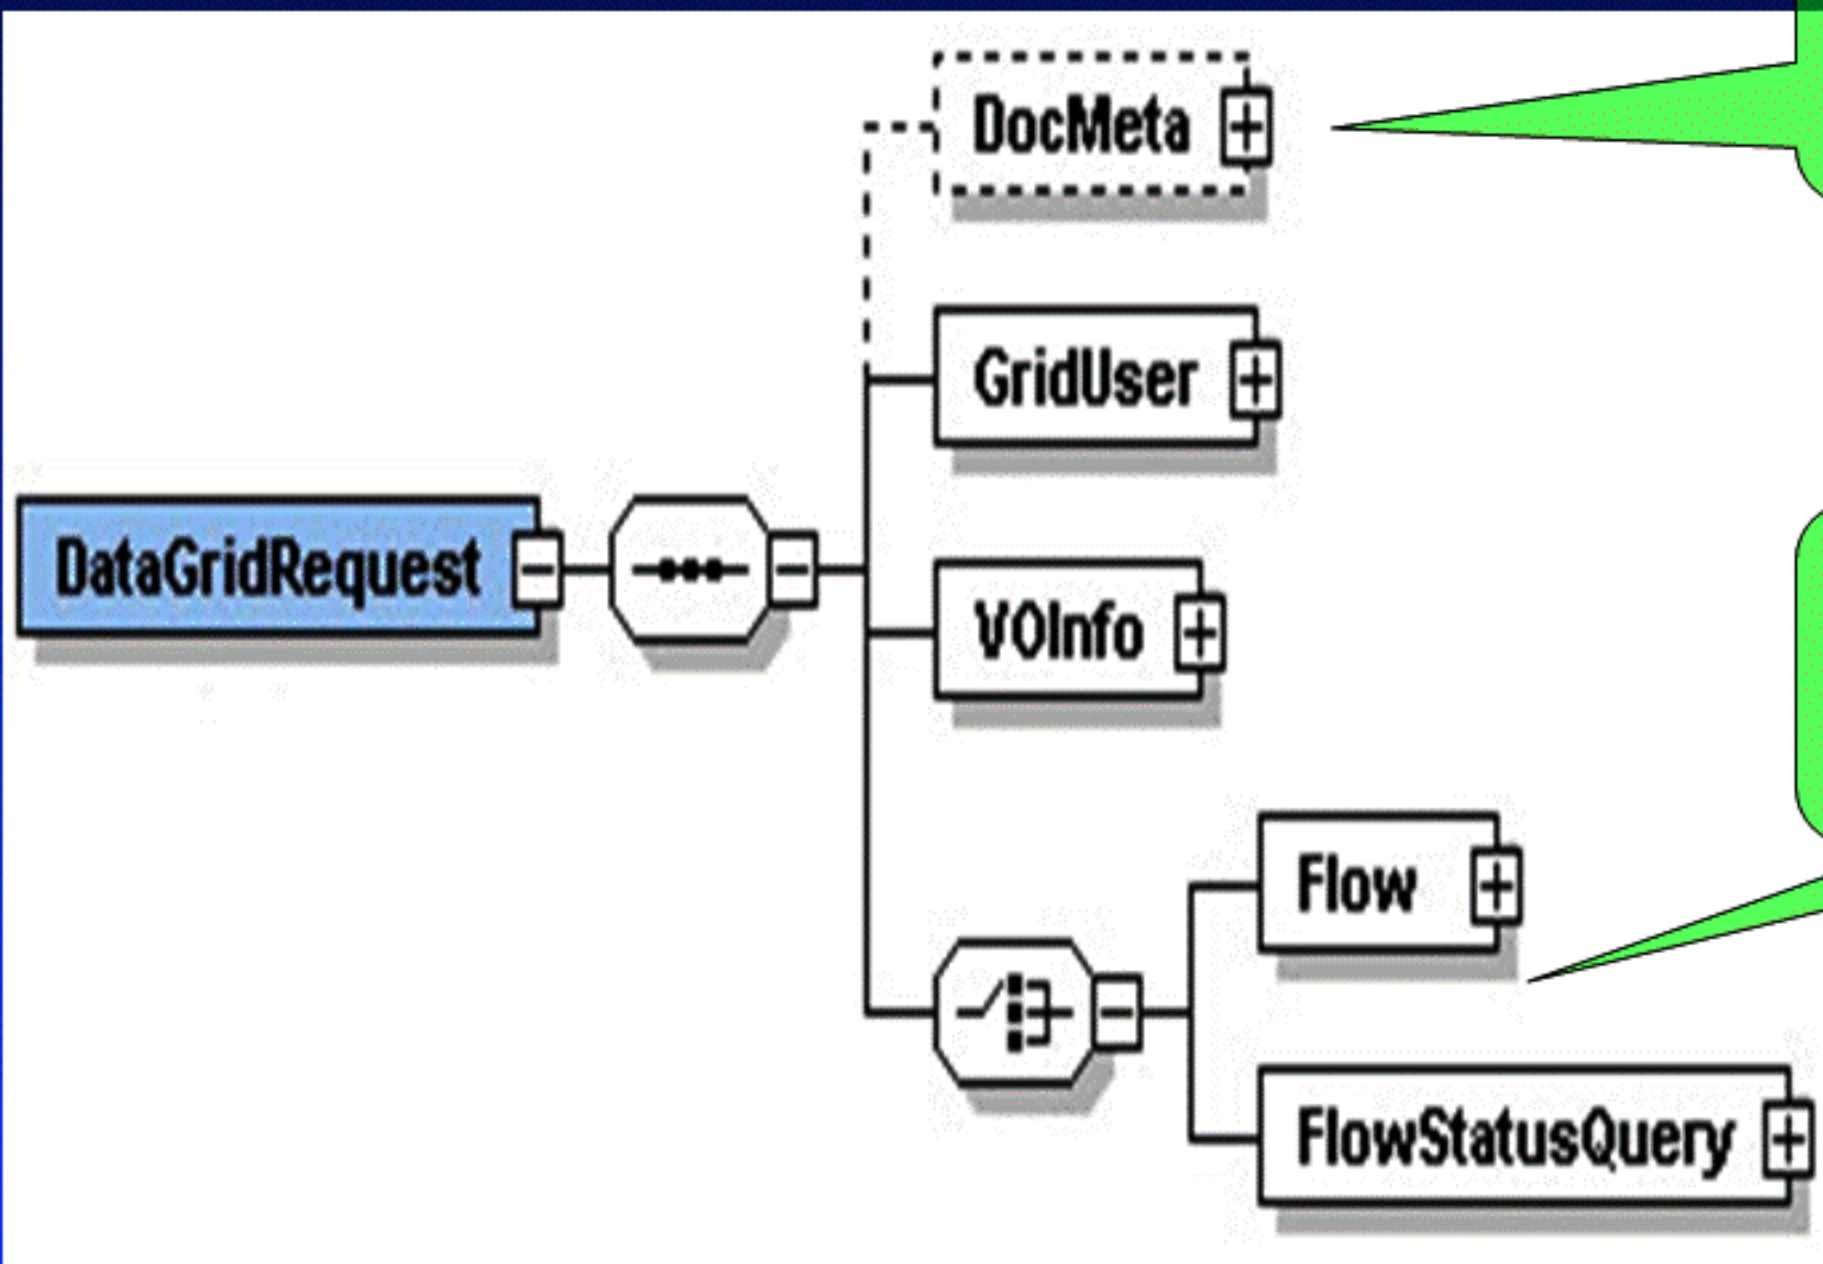 DocMeta
GridUser
DataGridRequest
VOInfo
Flow
FlowStatusQuery